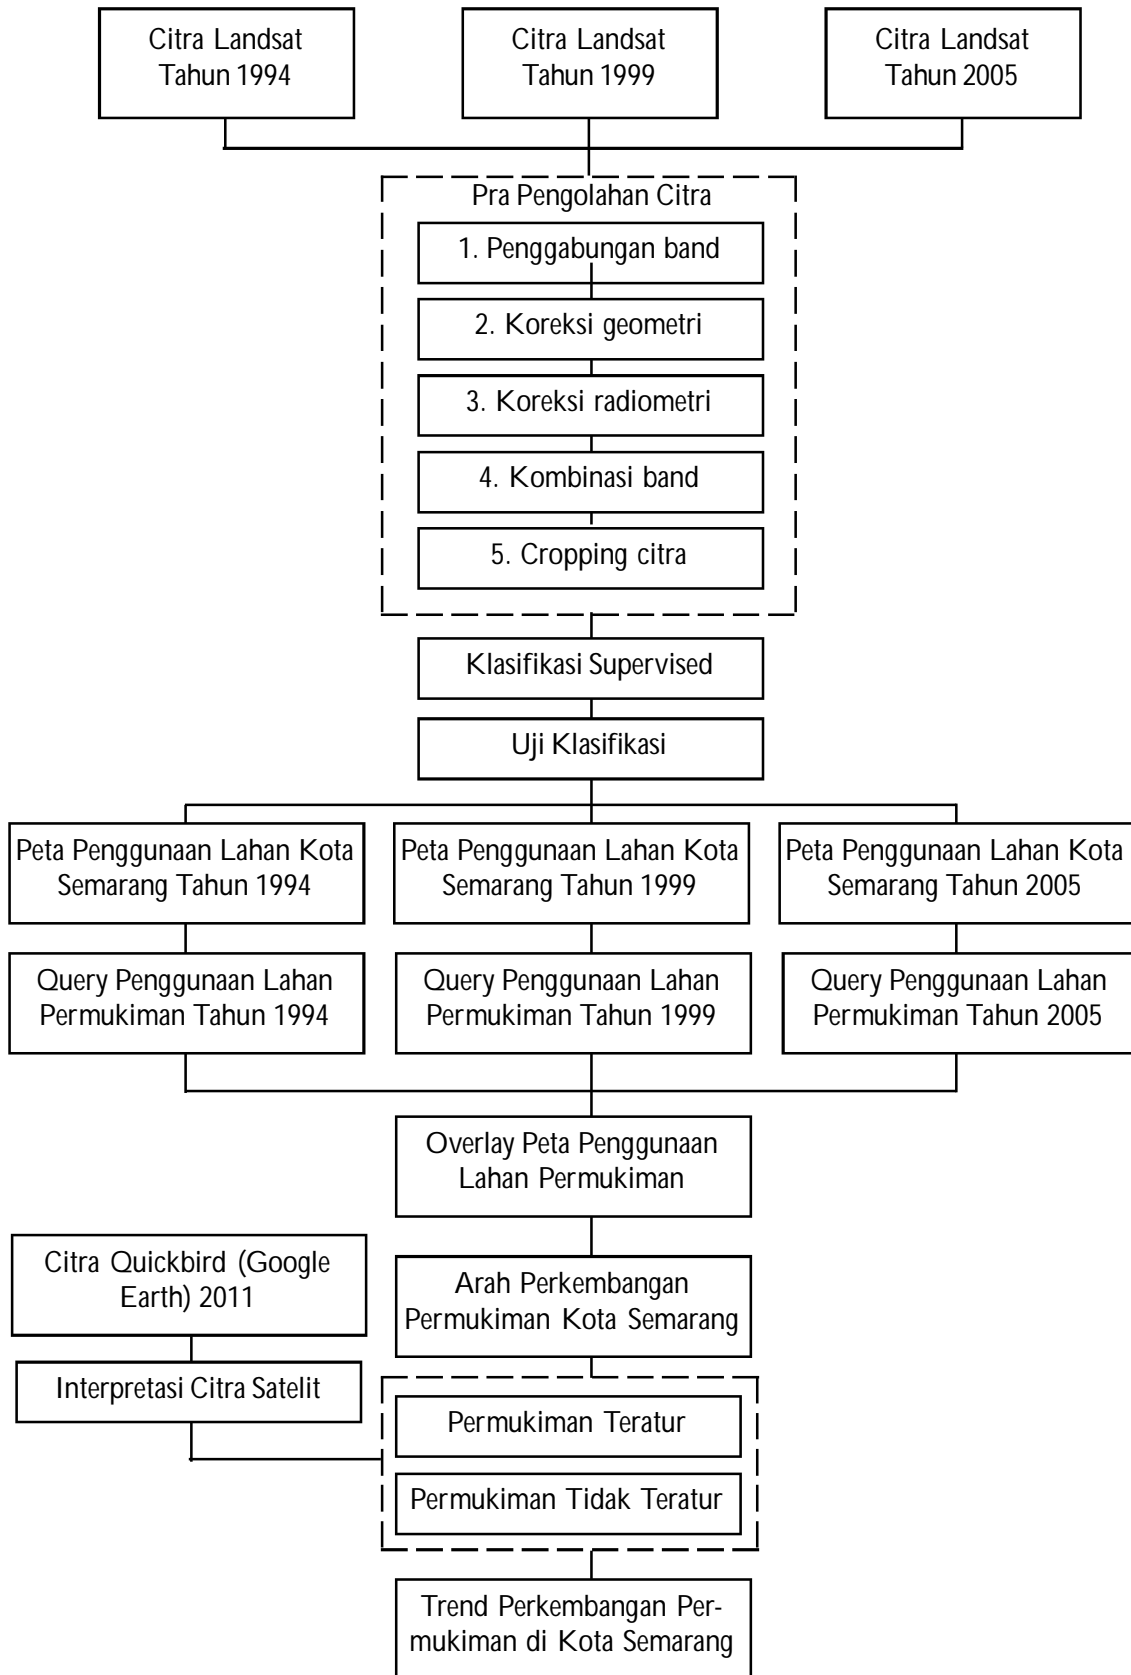 Citra Landsat
Tahun 1994
Citra Landsat
Tahun 1999
Citra Landsat
Tahun 2005
Pra Pengolahan Citra
1. Penggabungan band
2. Koreksi geometri
3. Koreksi radiometri
4. Kombinasi band
5. Cropping citra
Klasifikasi Supervised
Uji Klasifikasi
Peta Penggunaan Lahan Kota
Semarang Tahun 1994
Peta Penggunaan Lahan Kota
Semarang Tahun 1999
Peta Penggunaan Lahan Kota
Semarang Tahun 2005
Query Penggunaan Lahan
Permukiman Tahun 1994
Query Penggunaan Lahan
Permukiman Tahun 1999
Query Penggunaan Lahan
Permukiman Tahun 2005
Overlay Peta Penggunaan
Lahan Permukiman
Citra Quickbird (Google
Earth) 2011
Arah Perkembangan
Permukiman Kota Semarang
Interpretasi Citra Satelit
Permukiman Teratur
Permukiman Tidak Teratur
Trend Perkembangan Per-
mukiman di Kota Semarang